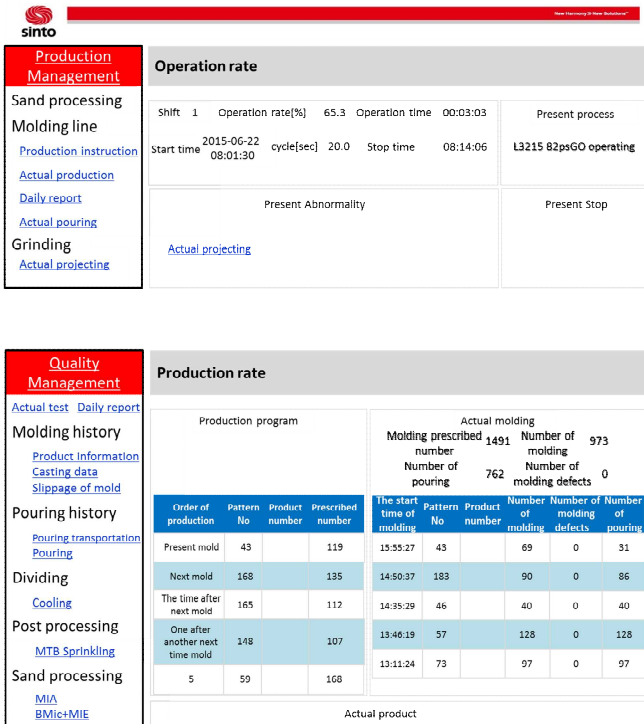 sinto
New Harmony & New Solutions™
Production
Management
Sand processing
Molding line
Production instruction
Actual production
Daily report
Actual pouring
Grinding
Actual projecting
Operation rate
Shift 1 Operation rate[%] 65.3 Operation time 00:03:03
Start time 2015-06-22 08:01:30 cycle[sec] 20.0 Stop time 08:14:06
Present process
L3215 82psGO operating
Present Abnormality
Actual projecting
Present Stop
Quality
Management
Actual test Daily report
Molding history
Product Information
Casting data
Slippage of mold
Pouring history
Pouring transportation
Pouring
Dividing
Cooling
Post processing
MTB Sprinkling
Sand processing
MIA
BMic+MIE
Production rate
Production program
Order of production Pattern No Product number Prescribed number
Present mold 43 119
Next mold 168 135
The time after next mold 165 112
One after another next time mold 148 107
5 59 168
Actual molding
Molding prescribed number 1491 Number of molding 973
Number of pouring 762 Number of molding defects 0
The start time of molding Pattern No Product number Number of molding Number of molding defects Number of pouring
15:55:27 43 69 0 31
14:50:37 183 90 0 86
14:35:29 46 40 0 40
13:46:19 57 128 0 128
13:11:24 73 97 0 97
Actual product